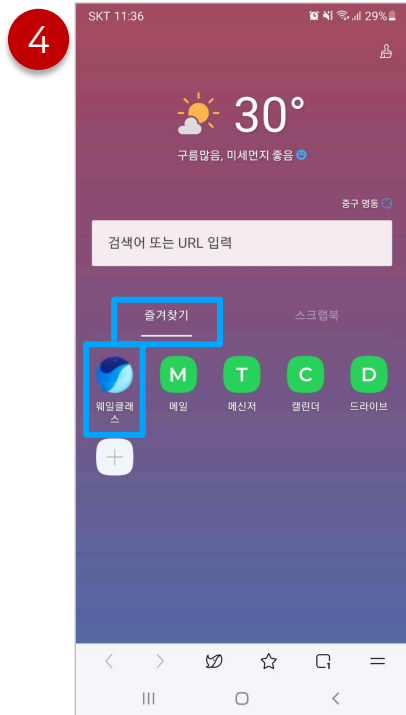 4
SKT 11:36 29%
30°
구름많음, 미세먼지 좋음
중구 명동
검색어 또는 URL 입력
즐겨찾기 스크랩북
M T C D
웨일클래스 메일 메신저 캘린더 드라이브